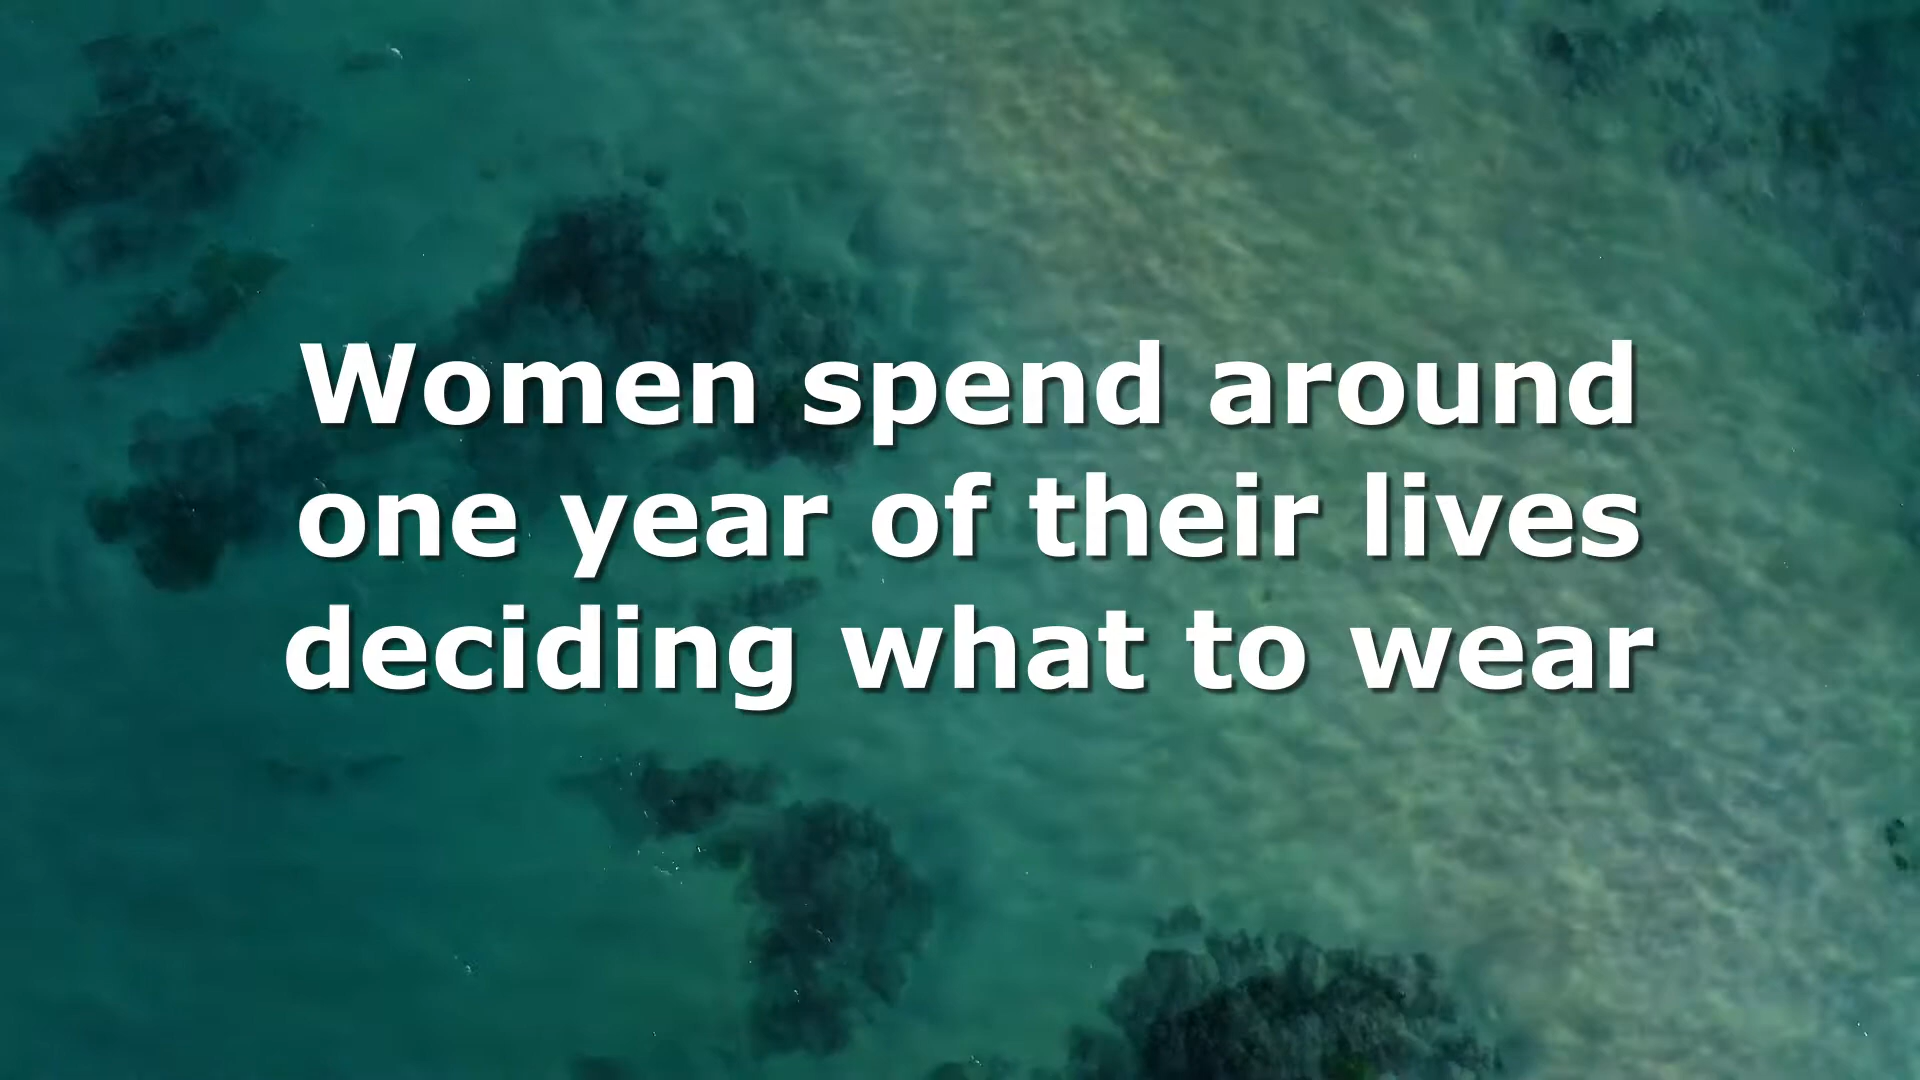 Women spend around
one year of their lives
deciding what to wear